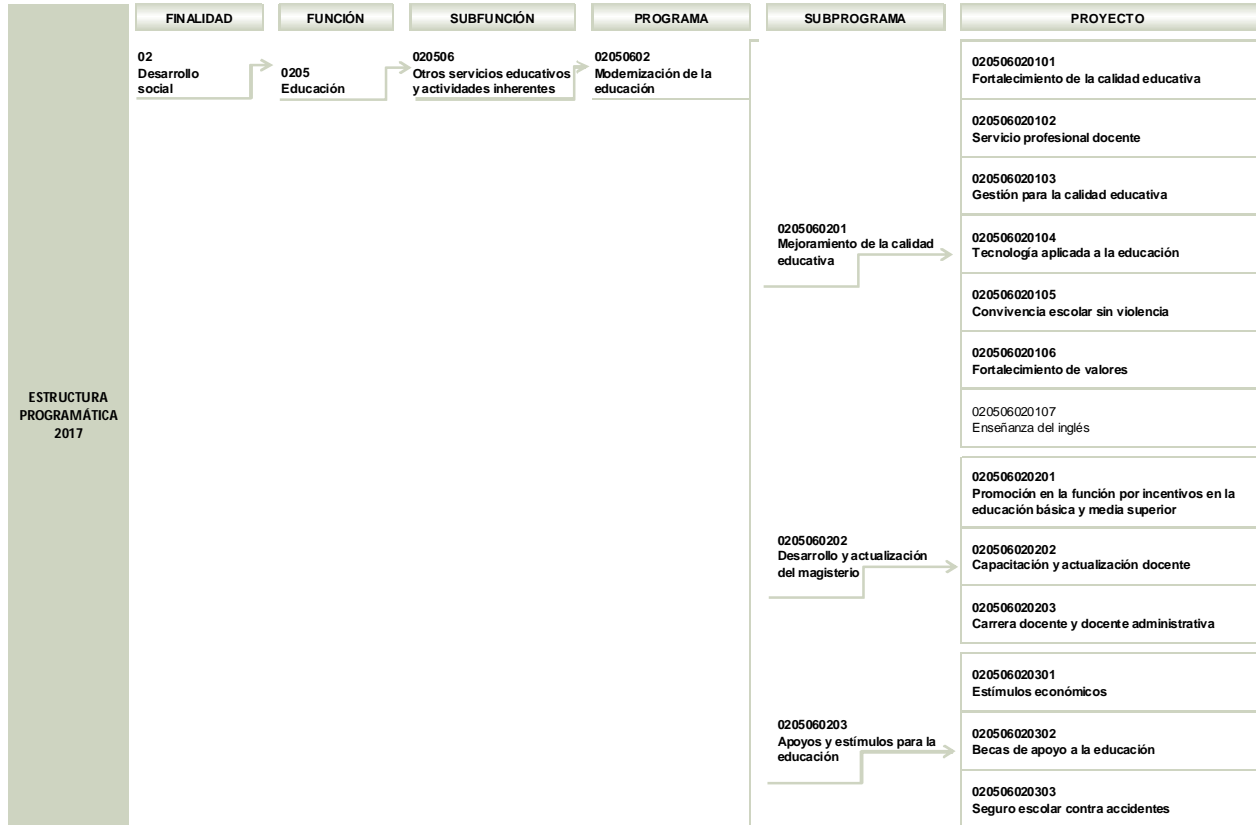 FINALIDAD
FUNCIÓN
SUBFUNCIÓN
PROGRAMA
SUBPROGRAMA
PROYECTO
ESTRUCTURA
PROGRAMÁTICA
2017
02
Desarrollo
social
0205
Educación
020506
Otros servicios educativos
y actividades inherentes
02050602
Modernización de la
educación
0205060201
Mejoramiento de la calidad
educativa
020506020101
Fortalecimiento de la calidad educativa
020506020102
Servicio profesional docente
020506020103
Gestión para la calidad educativa
020506020104
Tecnología aplicada a la educación
020506020105
Convivencia escolar sin violencia
020506020106
Fortalecimiento de valores
020506020107
Enseñanza del inglés
0205060202
Desarrollo y actualización
del magisterio
020506020201
Promoción en la función por incentivos en la
educación básica y media superior
020506020202
Capacitación y actualización docente
020506020203
Carrera docente y docente administrativa
0205060203
Apoyos y estímulos para la
educación
020506020301
Estímulos económicos
020506020302
Becas de apoyo a la educación
020506020303
Seguro escolar contra accidentes